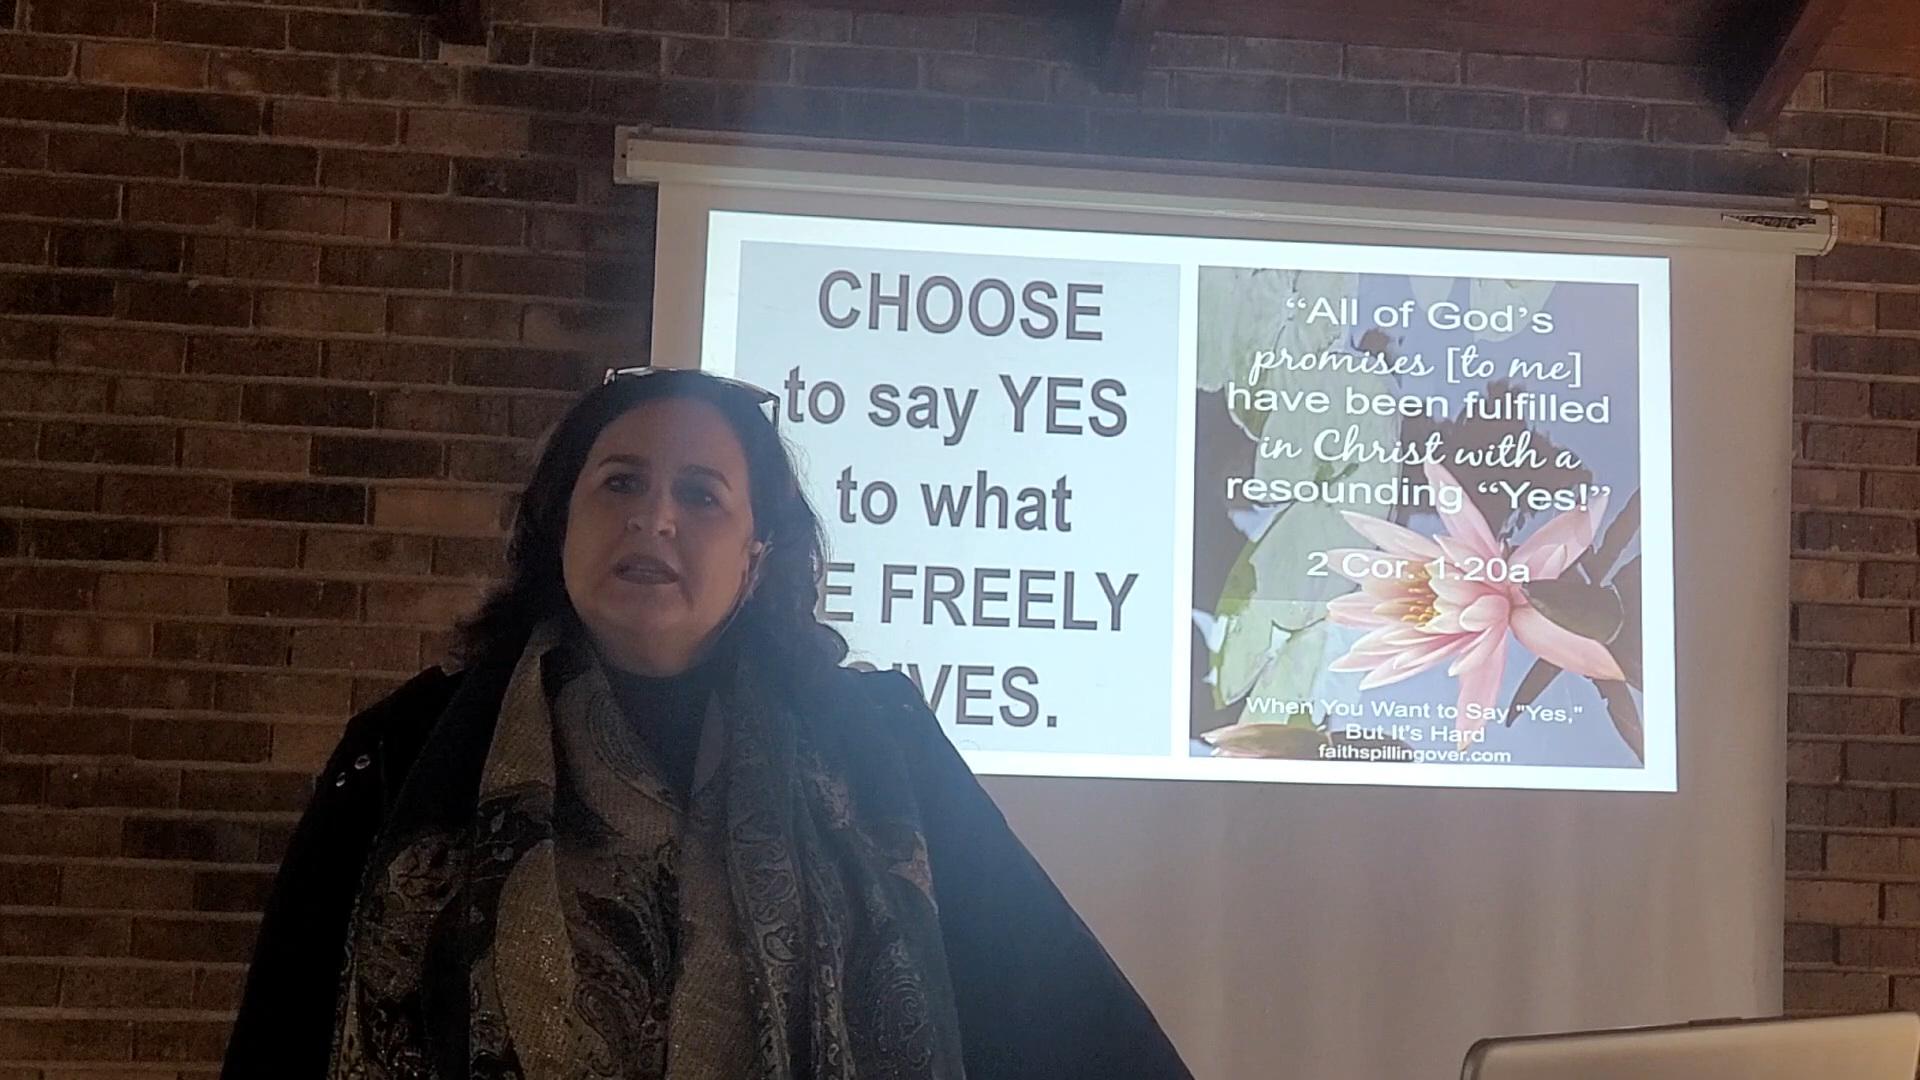 CHOOSE
to say YES
to what
E FREELY
IVES.
“All of God’s
promises [to me]
have been fulfilled
in Christ with a
resounding “Yes!”
2 Cor. 1:20a
When You Want to Say "Yes,"
But It's Hard
faithspillingover.com